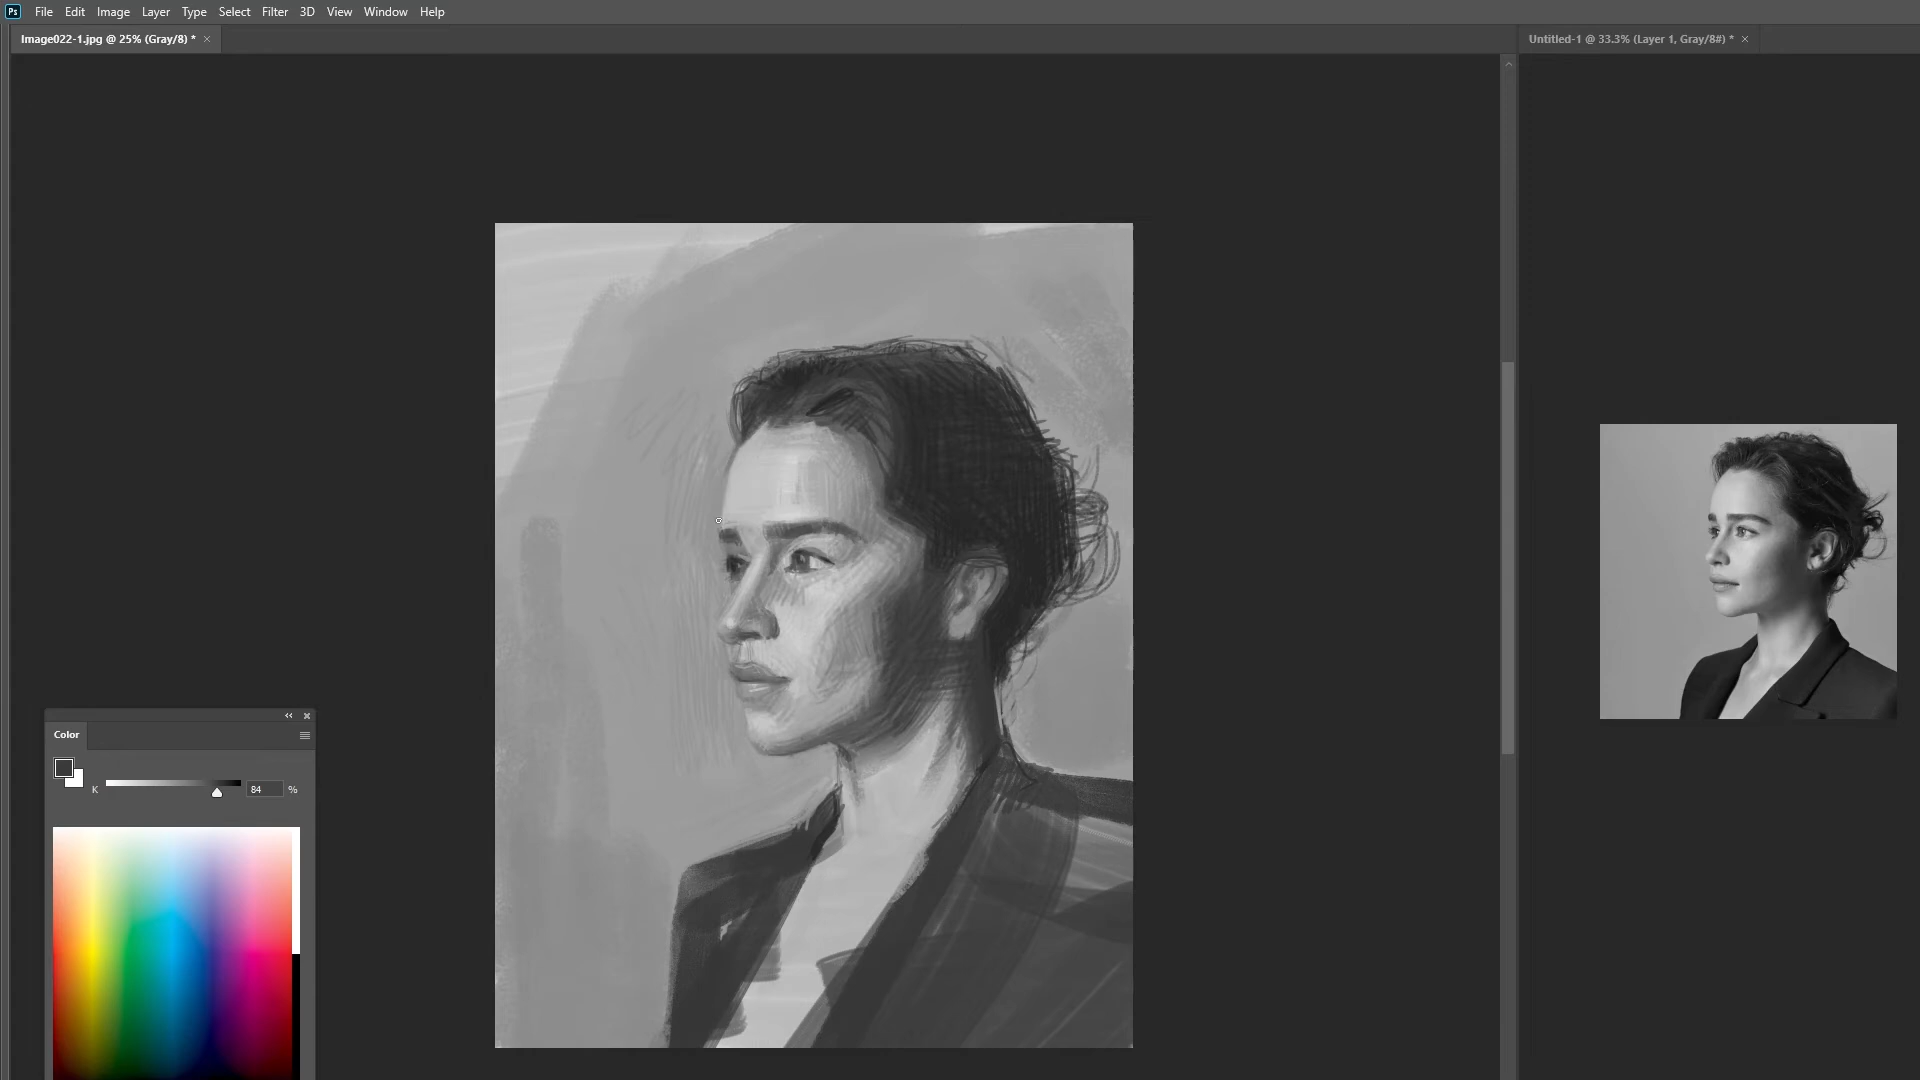 Ps File Edit Image Layer Type Select Filter 3D View Window Help
Image022-1.jpg @ 25% (Gray/8) * ×
Untitled-1 @ 33.3% (Layer 1, Gray/8#) * ×
Color
K 84 %